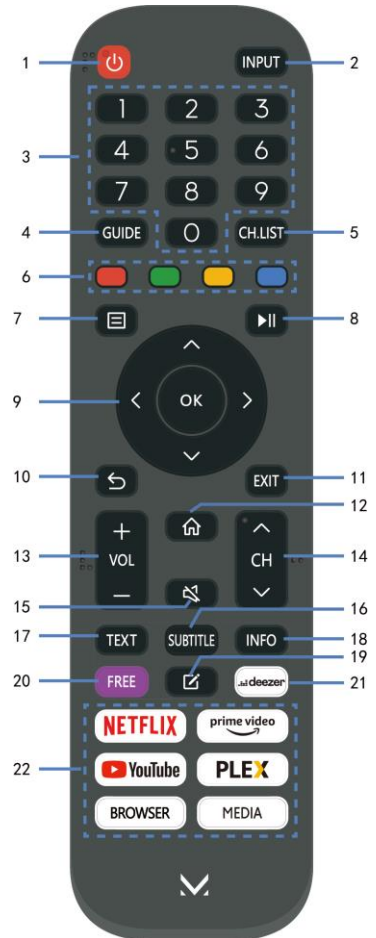 1 INPUT 2
1 2 3
3 4 5 6
7 8 9
4 GUIDE 0 CH.LIST 5
6
7 8
9 OK
10 EXIT 11
12
+
13 VOL CH 14
−
15 16
17 TEXT SUBTITLE INFO 18
19
20 FREE deezer 21
NETFLIX prime video
22 YouTube PLEX
BROWSER MEDIA